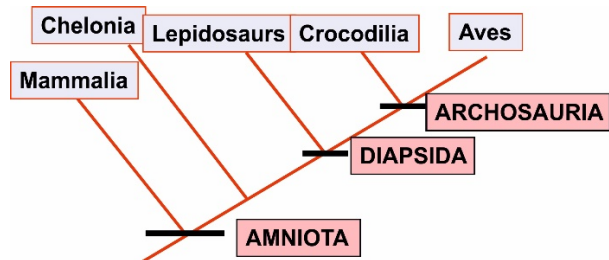 Chelonia
Lepidosaurs
Crocodilia
Aves
Mammalia
ARCHOSAURIA
DIAPSIDA
AMNIOTA